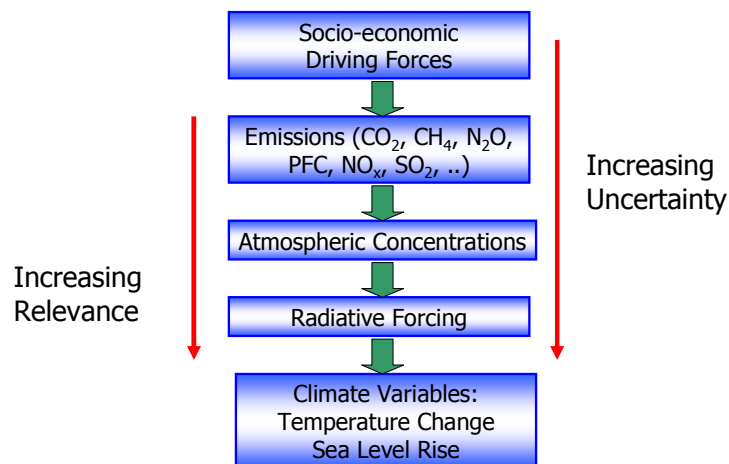 Socio-economic
Driving Forces
Emissions (CO₂, CH₄, N₂O,
PFC, NOₓ, SO₂, ..)
Increasing
Uncertainty
Atmospheric Concentrations
Increasing
Relevance
Radiative Forcing
Climate Variables:
Temperature Change
Sea Level Rise